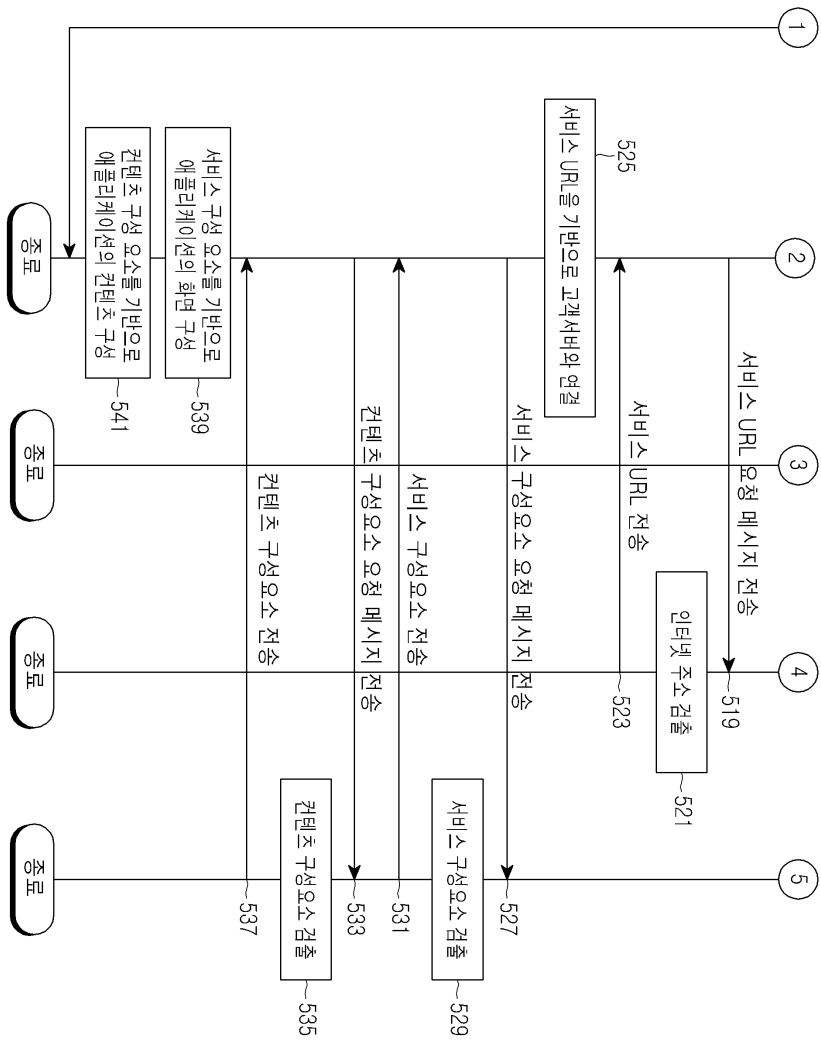 1
2
3
4
5
서비스 URL 요청 메시지 전송
519
인터넷 주소 검출
521
서비스 URL 전송
523
525
서비스 URL을 기반으로 고객서버와 연결
서비스 구성요소 요청 메시지 전송
527
서비스 구성요소 검출
529
서비스 구성요소 전송
531
컨텐츠 구성요소 요청 메시지 전송
533
컨텐츠 구성요소 검출
535
컨텐츠 구성요소 전송
537
서비스 구성 요소를 기반으로
애플리케이션의 화면 구성
539
컨텐츠 구성 요소를 기반으로
애플리케이션의 컨텐츠 구성
541
종료
종료
종료
종료